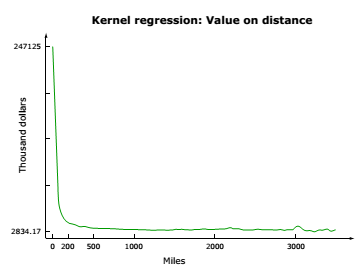 Kernel regression: Value on distance
247125
Thousand dollars
2834.17
0 200 500 1000 2000 3000
Miles